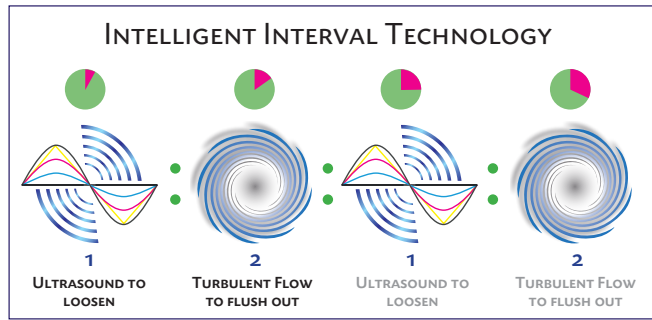 Intelligent Interval Technology
1
2
1
2
Ultrasound to
loosen
Turbulent Flow
to flush out
Ultrasound to
loosen
Turbulent Flow
to flush out